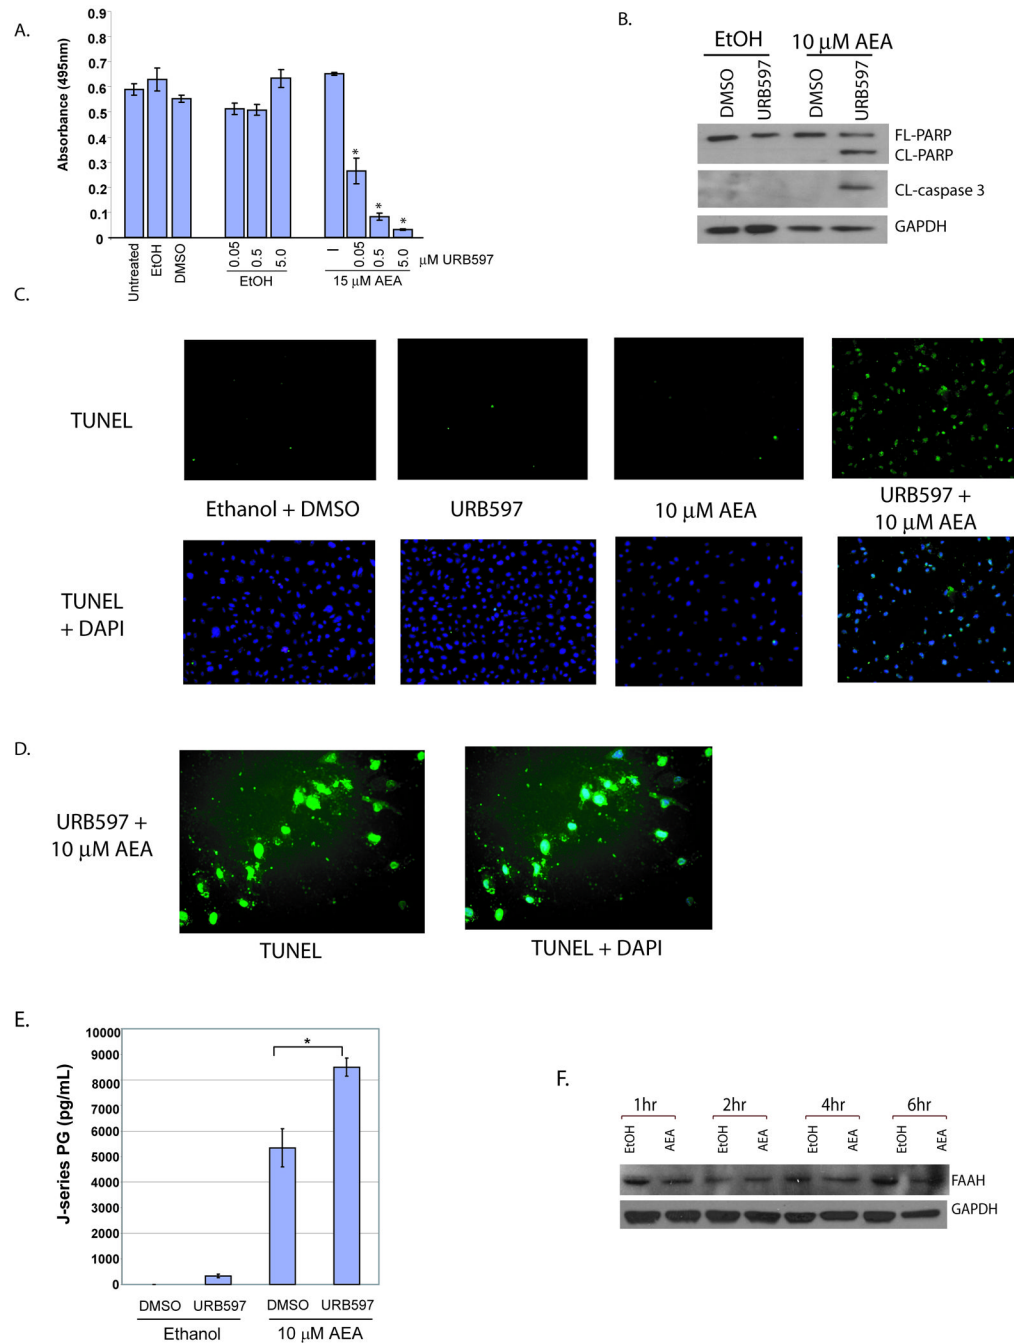 A.
Absorbance (495nm)
0.9
0.8
0.7
0.6
0.5
0.4
0.3
0.2
0.1
0
*
*
*
Untreated
EtOH
DMSO
0.05
0.5
5.0
EtOH
–
0.05
0.5
5.0
μM URB597
15 μM AEA
B.
EtOH
10 μM AEA
DMSO
URB597
DMSO
URB597
FL-PARP
CL-PARP
CL-caspase 3
GAPDH
C.
TUNEL
Ethanol + DMSO
URB597
10 μM AEA
URB597 +
10 μM AEA
TUNEL
+ DAPI
D.
URB597 +
10 μM AEA
TUNEL
TUNEL + DAPI
E.
J-series PG (pg/mL)
10000
9000
8000
7000
6000
5000
4000
3000
2000
1000
0
*
DMSO
URB597
DMSO
URB597
Ethanol
10 μM AEA
F.
1hr
2hr
4hr
6hr
EtOH
AEA
EtOH
AEA
EtOH
AEA
EtOH
AEA
FAAH
GAPDH